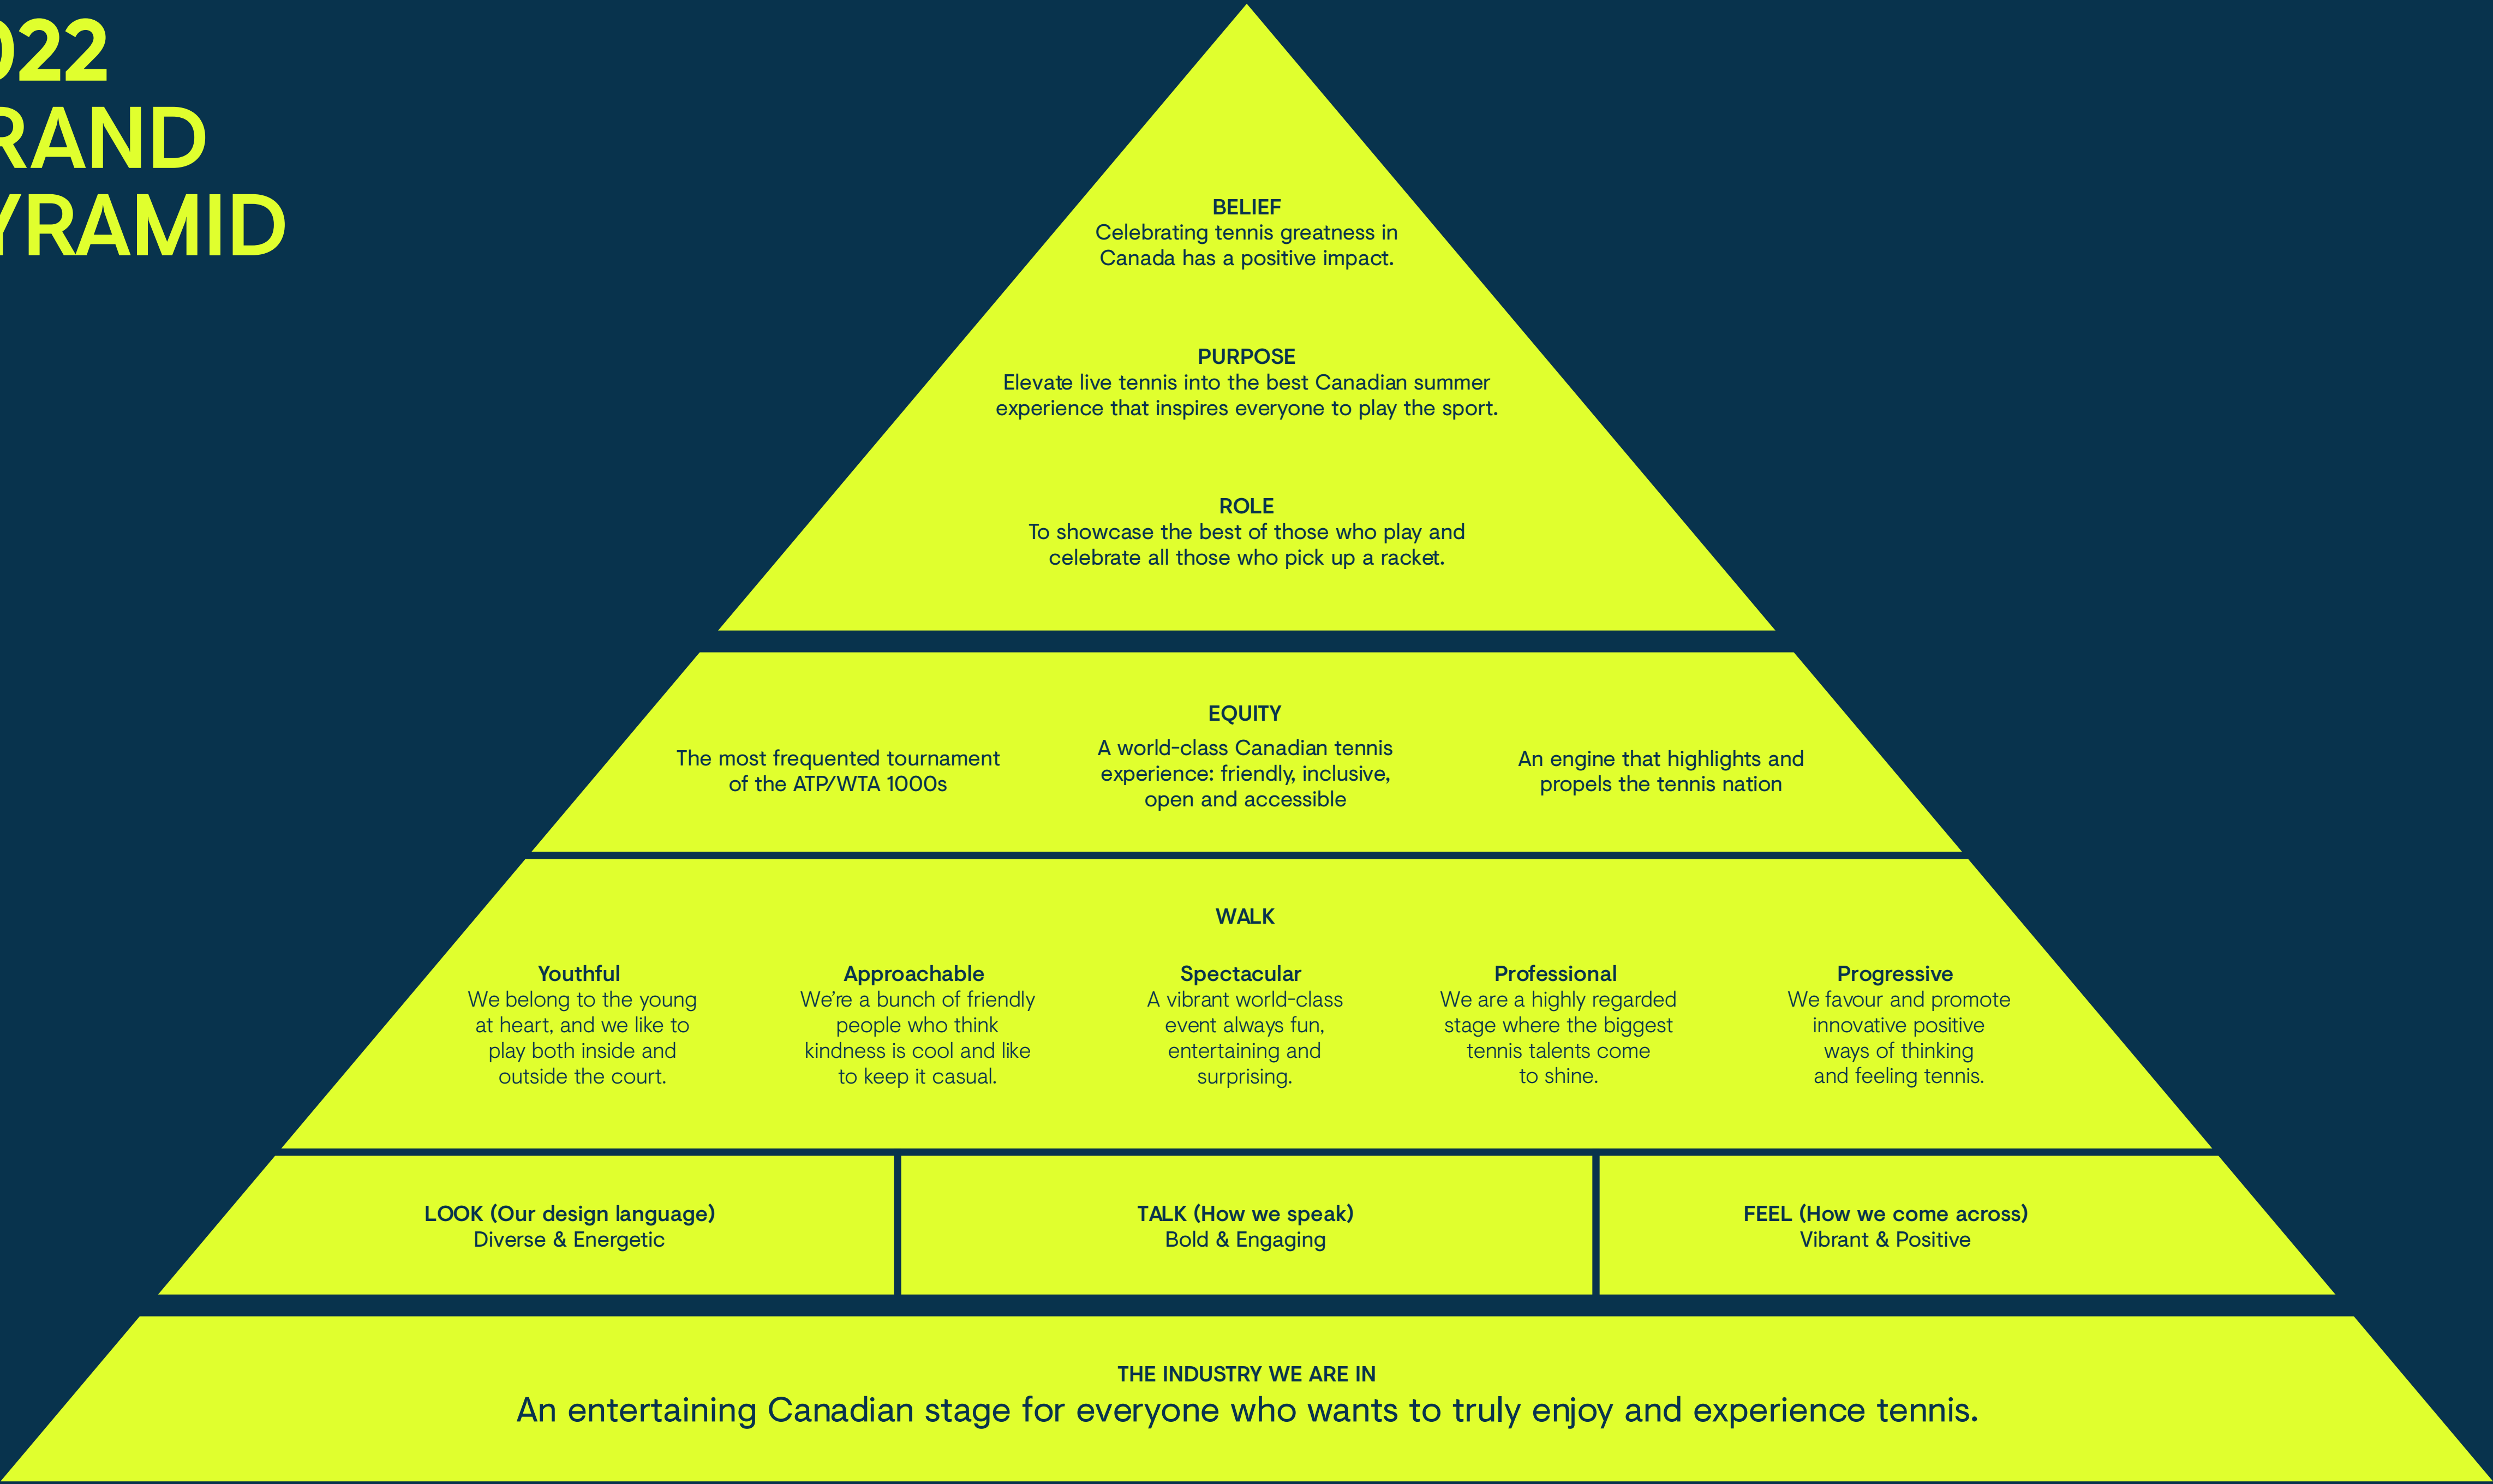 022
RAND
YRAMID
BELIEF
Celebrating tennis greatness in
Canada has a positive impact.
PURPOSE
Elevate live tennis into the best Canadian summer
experience that inspires everyone to play the sport.
ROLE
To showcase the best of those who play and
celebrate all those who pick up a racket.
EQUITY
The most frequented tournament
of the ATP/WTA 1000s
A world-class Canadian tennis
experience: friendly, inclusive,
open and accessible
An engine that highlights and
propels the tennis nation
WALK
Youthful
We belong to the young
at heart, and we like to
play both inside and
outside the court.
Approachable
We’re a bunch of friendly
people who think
kindness is cool and like
to keep it casual.
Spectacular
A vibrant world-class
event always fun,
entertaining and
surprising.
Professional
We are a highly regarded
stage where the biggest
tennis talents come
to shine.
Progressive
We favour and promote
innovative positive
ways of thinking
and feeling tennis.
LOOK (Our design language)
Diverse & Energetic
TALK (How we speak)
Bold & Engaging
FEEL (How we come across)
Vibrant & Positive
THE INDUSTRY WE ARE IN
An entertaining Canadian stage for everyone who wants to truly enjoy and experience tennis.